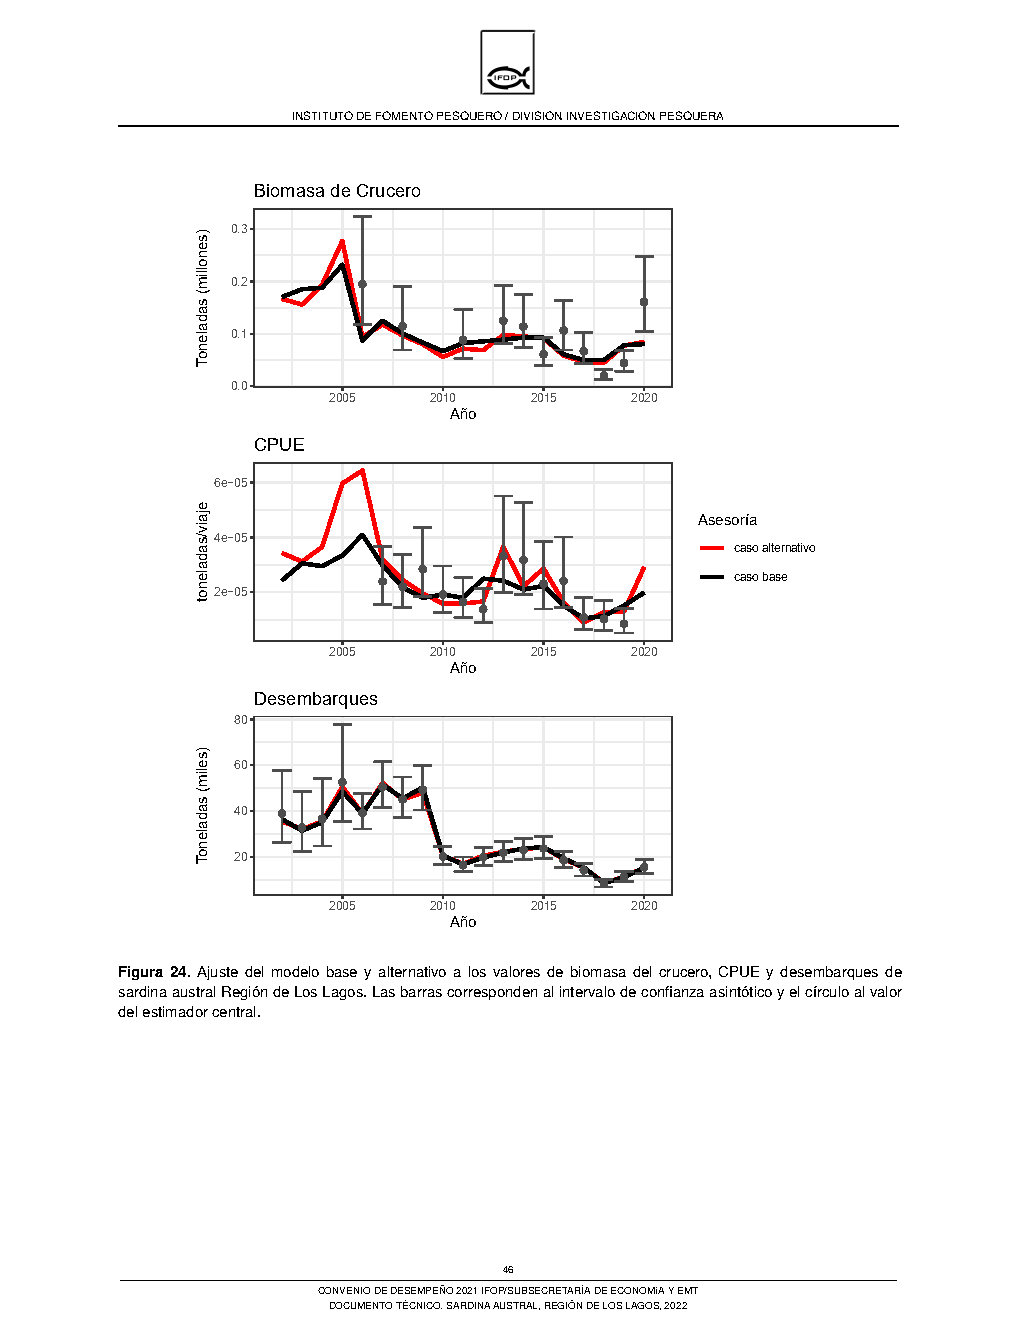 IFOP
INSTITUTO DE FOMENTO PESQUERO / DIVISION INVESTIGACION PESQUERA
Biomasa de Crucero
Toneladas (millones)
0.3
0.2
0.1
0.0
2005 2010 2015 2020
Año
CPUE
toneladas/viaje
6e−05
4e−05
2e−05
2005 2010 2015 2020
Año
Asesoría
caso alternativo
caso base
Desembarques
Toneladas (miles)
80
60
40
20
2005 2010 2015 2020
Año
Figura 24. Ajuste del modelo base y alternativo a los valores de biomasa del crucero, CPUE y desembarques de
sardina austral Región de Los Lagos. Las barras corresponden al intervalo de confianza asintótico y el círculo al valor
del estimador central.
46
CONVENIO DE DESEMPEÑO 2021 IFOP/SUBSECRETARÍA DE ECONOMíA Y EMT
DOCUMENTO TÉCNICO. SARDINA AUSTRAL, REGIÓN DE LOS LAGOS, 2022